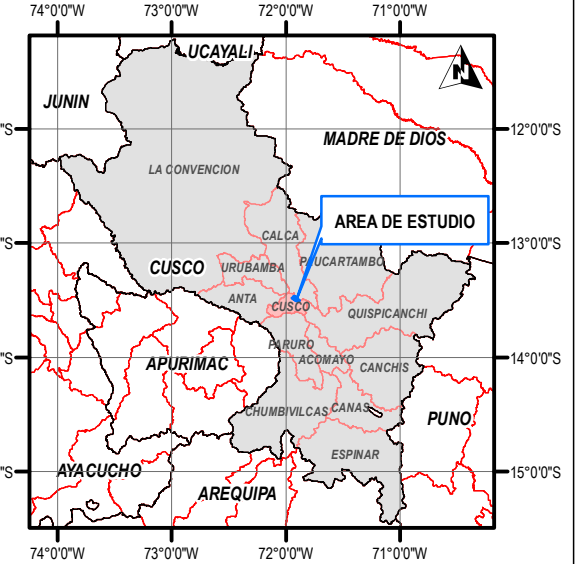 74°0'0"W 73°0'0"W 72°0'0"W 71°0'0"W
UCAYALI
N
JUNIN
"S 12°0'0"S
MADRE DE DIOS
LA CONVENCION
AREA DE ESTUDIO
CALCA
"S 13°0'0"S
PAUCARTAMBO
CUSCO URUBAMBA
ANTA
CUSCO
QUISPICANCHI
PARURO
"S 14°0'0"S
ACOMAYO
APURIMAC
CANCHIS
CHUMBIVILCAS CANAS
PUNO
ESPINAR
"S 15°0'0"S
AYACUCHO
AREQUIPA
74°0'0"W 73°0'0"W 72°0'0"W 71°0'0"W